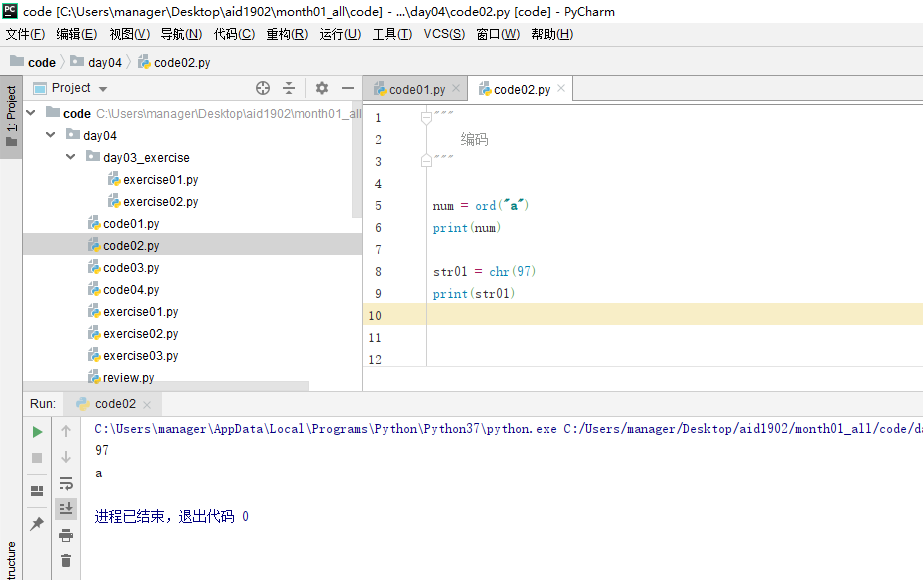 code [C:\Users\manager\Desktop\aid1902\month01_all\code] - ...\day04\code02.py [code] - PyCharm
文件(F) 编辑(E) 视图(V) 导航(N) 代码(C) 重构(R) 运行(U) 工具(T) VCS(S) 窗口(W) 帮助(H)
code day04 code02.py
1: Project
Project
code C:\Users\manager\Desktop\aid1902\month01_all
day04
day03_exercise
exercise01.py
exercise02.py
code01.py
code02.py
code03.py
code04.py
exercise01.py
exercise02.py
exercise03.py
review.py
code01.py code02.py
1 """
2 编码
3 """
4
5 num = ord("a")
6 print(num)
7
8 str01 = chr(97)
9 print(str01)
10
11
12
Run: code02
C:\Users\manager\AppData\Local\Programs\Python\Python37\python.exe C:/Users/manager/Desktop/aid1902/month01_all/code/da
97
a
进程已结束，退出代码 0